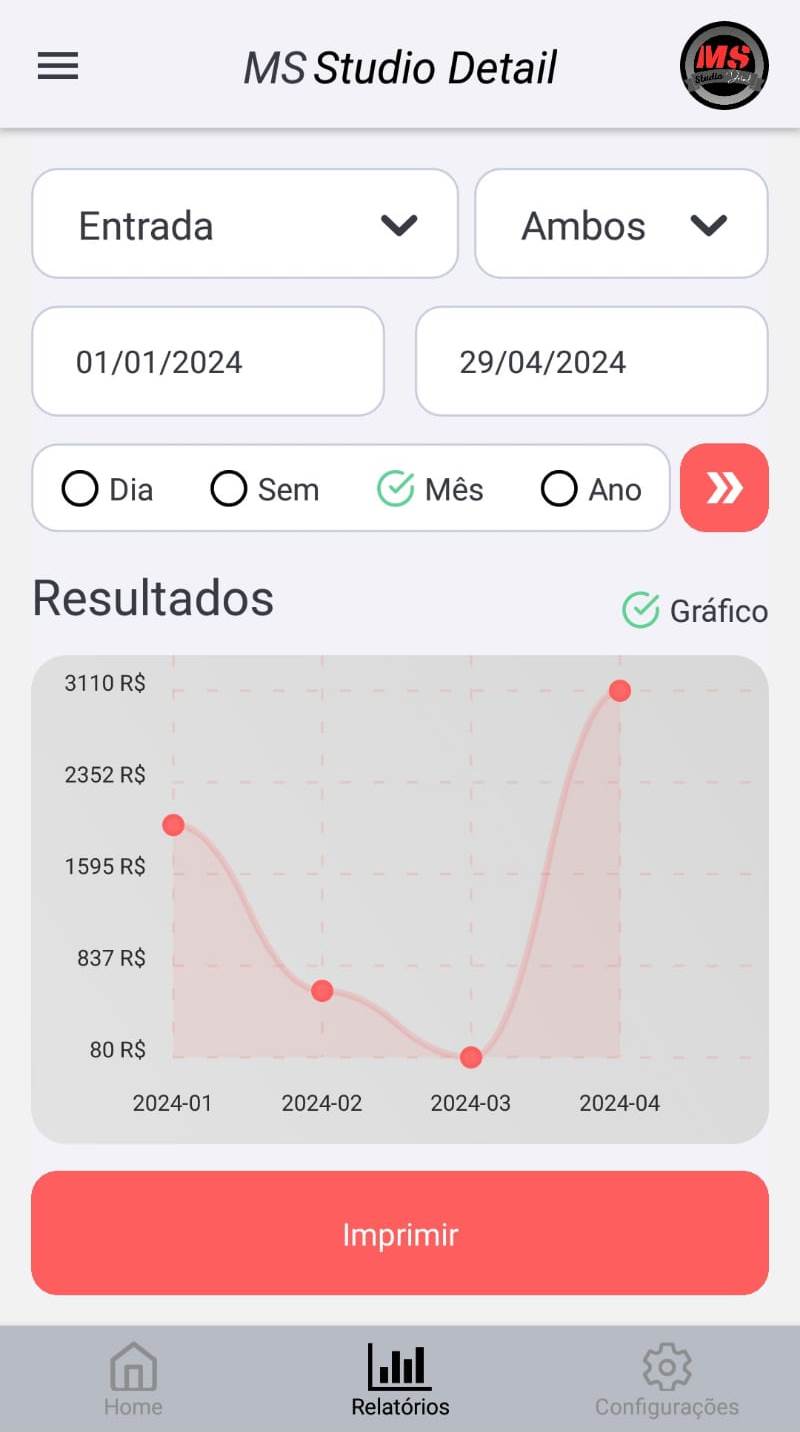 MS Studio Detail
MS
Studio Detail
Entrada
Ambos
01/01/2024
29/04/2024
Dia
Sem
Mês
Ano
Resultados
Gráfico
3110 R$
2352 R$
1595 R$
837 R$
80 R$
2024-01
2024-02
2024-03
2024-04
Imprimir
Home
Relatórios
Configurações